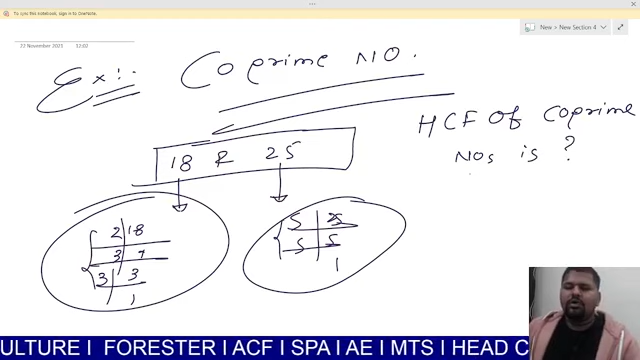 To sync this notebook, sign in to OneNote.
New > New Section 4
22 November 2021 12:02
Ex:- Coprime NO.
HCF Of Coprime
NOs is ?
18 & 25
2 18
3 9
3 3
1
5 25
5 5
1
ULTURE I FORESTER I ACF I SPA I AE I MTS I HEAD C